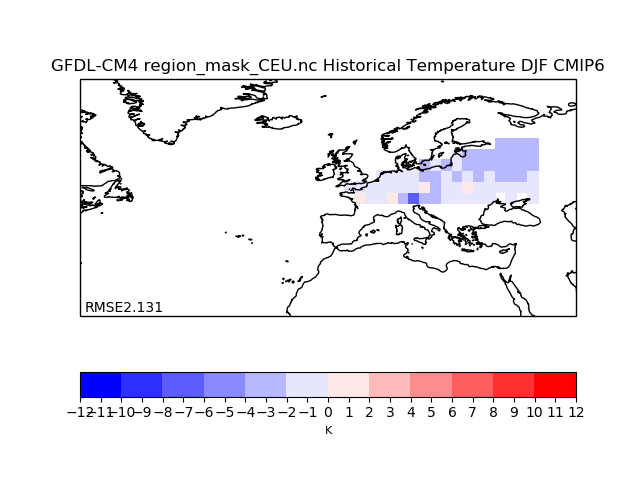 GFDL-CM4 region_mask_CEU.nc Historical Temperature DJF CMIP6
RMSE2.131
−12 −11 −10 −9 −8 −7 −6 −5 −4 −3 −2 −1 0 1 2 3 4 5 6 7 8 9 10 11 12
K